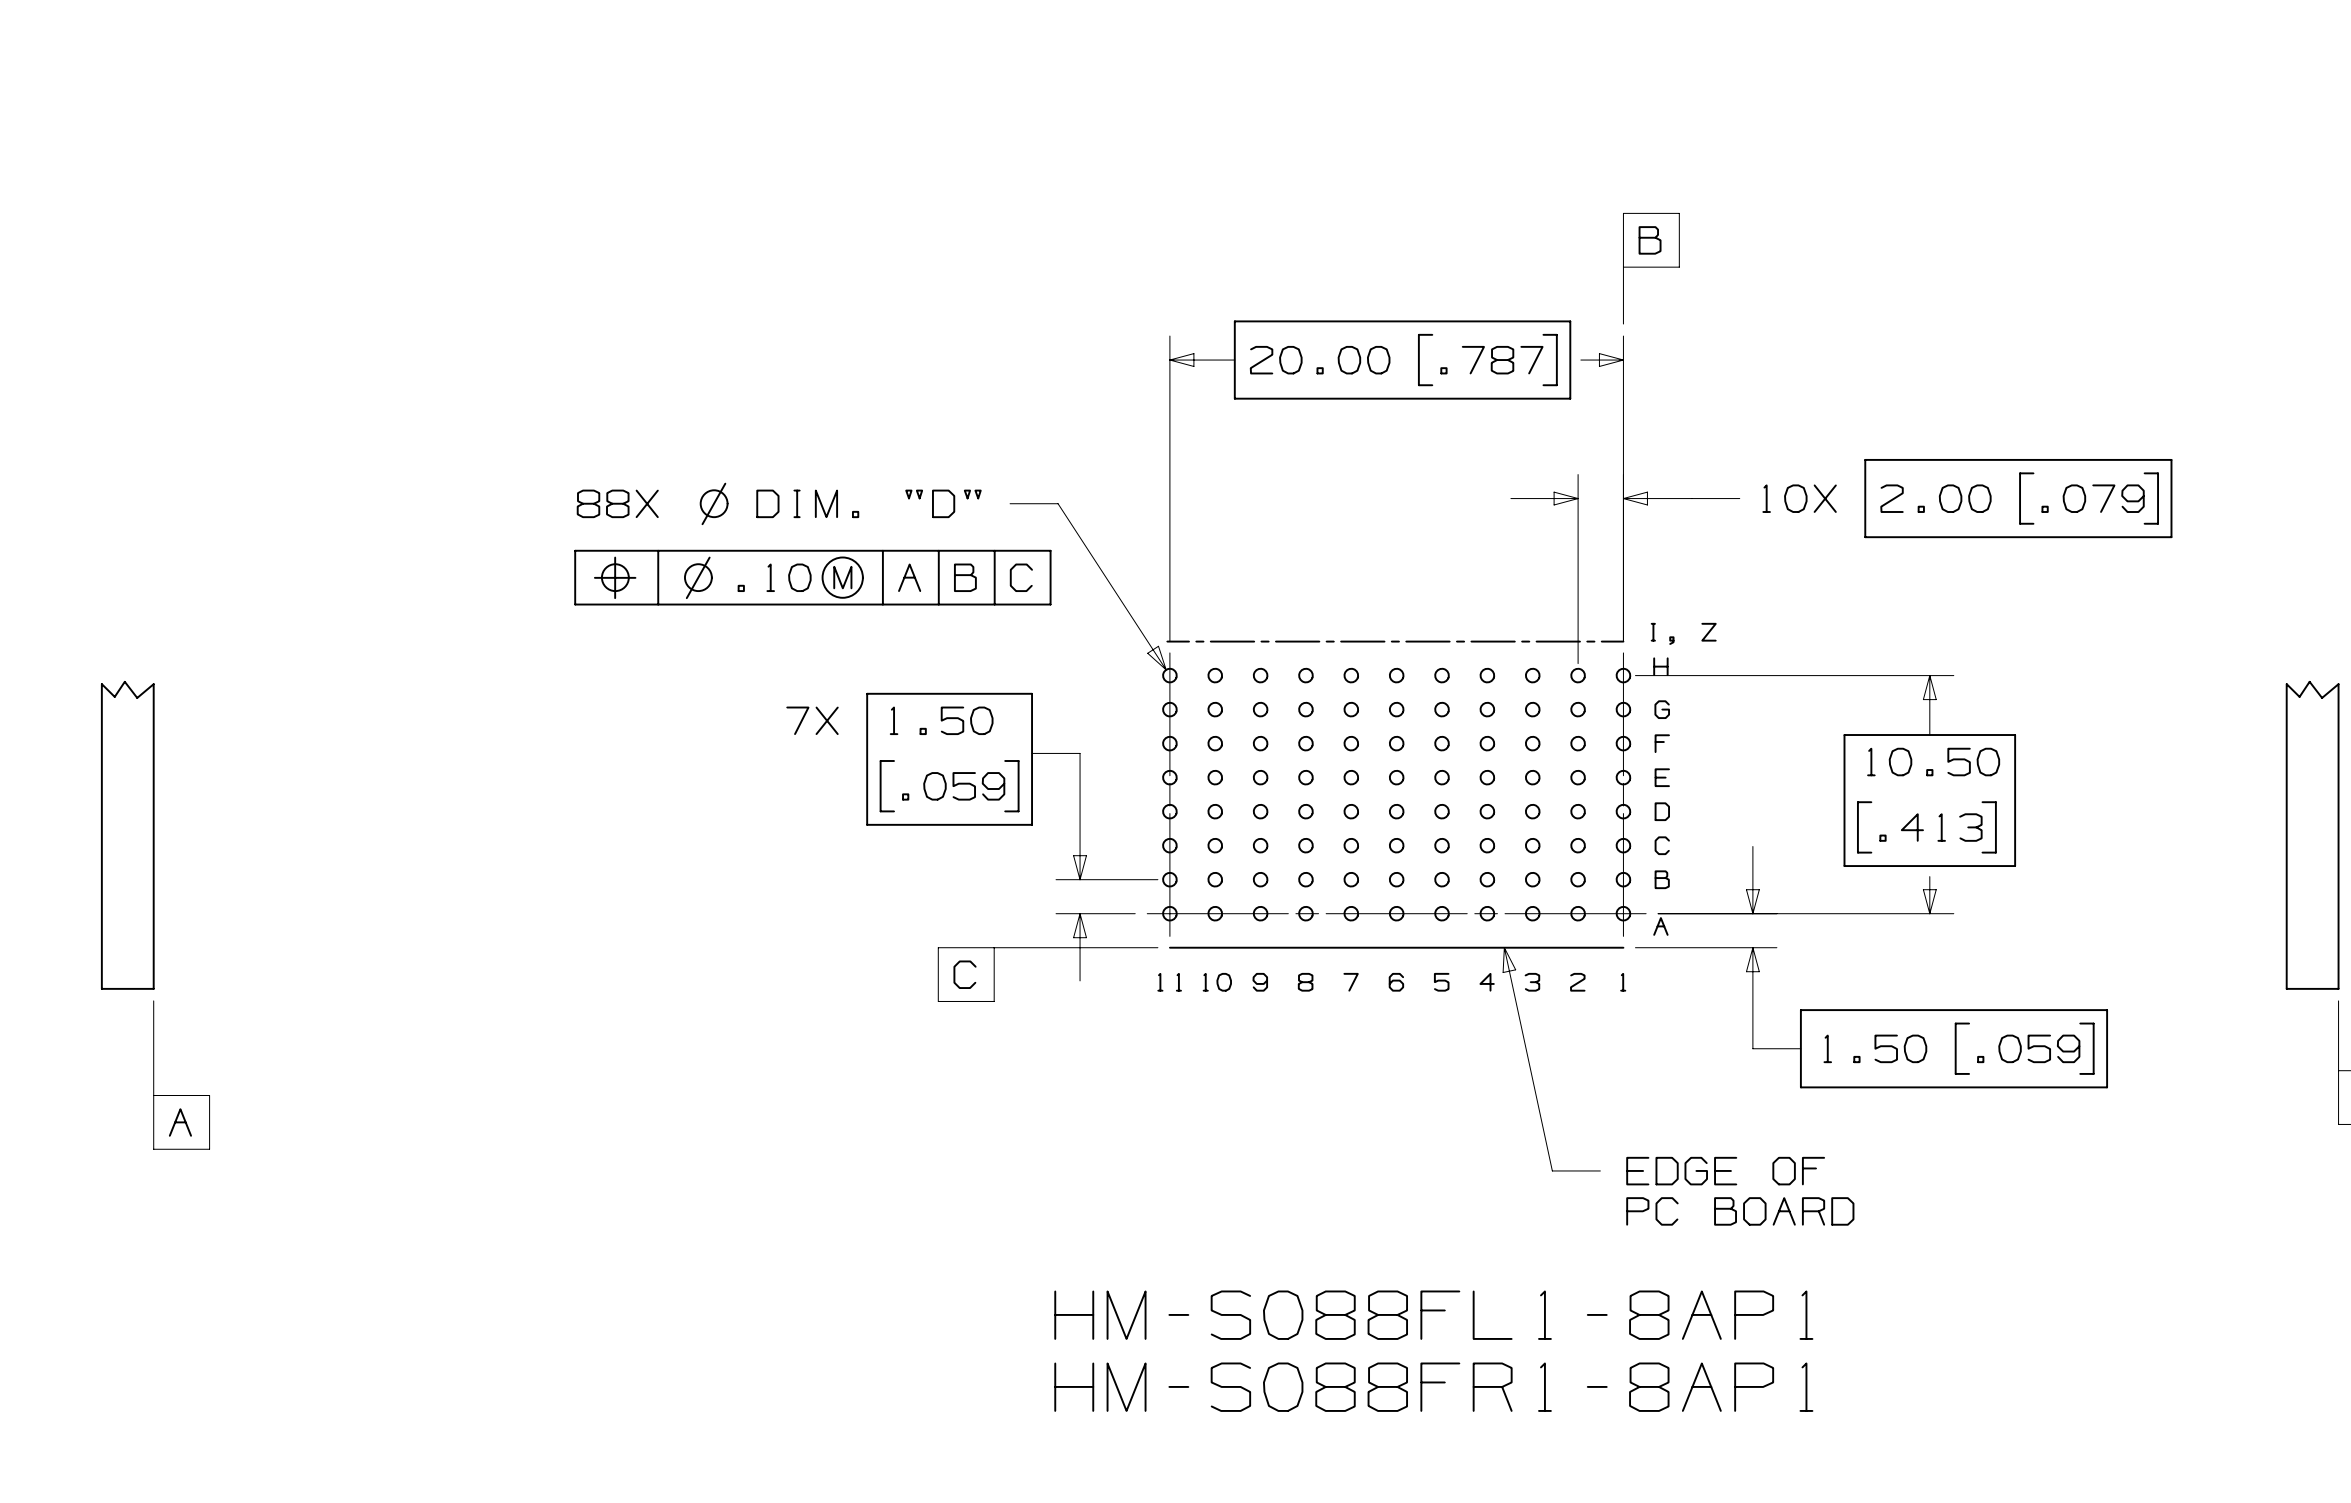 B
20.00 [.787]
10X 2.00 [.079]
88X Ø DIM. "D"
⌖ Ø .10 Ⓜ A B C
I, Z
H
G
F
E
D
C
B
A
7X 1.50
[.059]
10.50
[.413]
C
11 10 9 8 7 6 5 4 3 2 1
1.50 [.059]
A
EDGE OF
PC BOARD
HM-S088FL1-8AP1
HM-S088FR1-8AP1